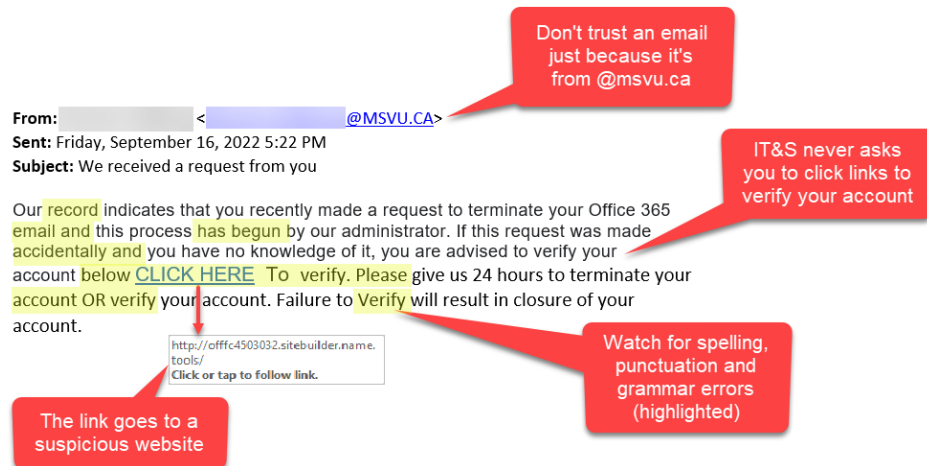 Don't trust an email
just because it's
from @msvu.ca
From: < @MSVU.CA>
Sent: Friday, September 16, 2022 5:22 PM
Subject: We received a request from you
IT&S never asks
you to click links to
verify your account
Our record indicates that you recently made a request to terminate your Office 365
email and this process has begun by our administrator. If this request was made
accidentally and you have no knowledge of it, you are advised to verify your
account below CLICK HERE To verify. Please give us 24 hours to terminate your
account OR verify your account. Failure to Verify will result in closure of your
account.
http://offfc4503032.sitebuilder.name.
tools/
Click or tap to follow link.
Watch for spelling,
punctuation and
grammar errors
(highlighted)
The link goes to a
suspicious website